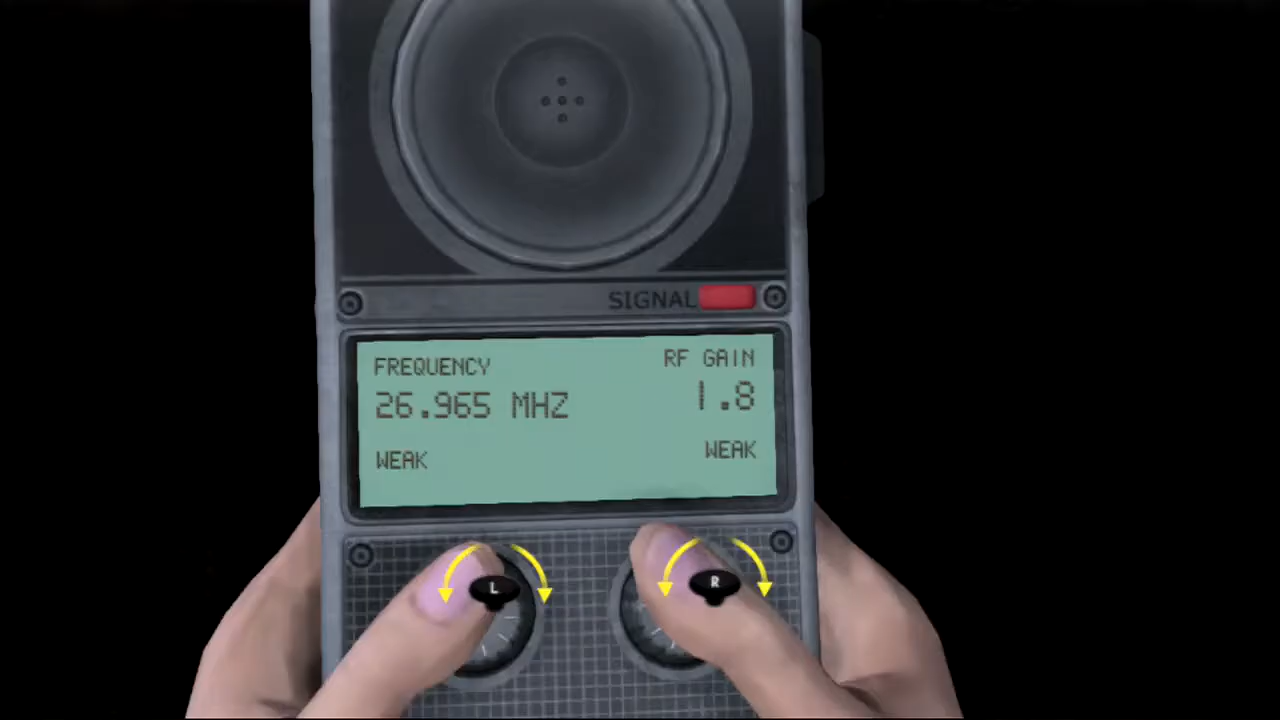 SIGNAL
FREQUENCY RF GAIN
26.965 MHZ 1.8
WEAK WEAK
L R